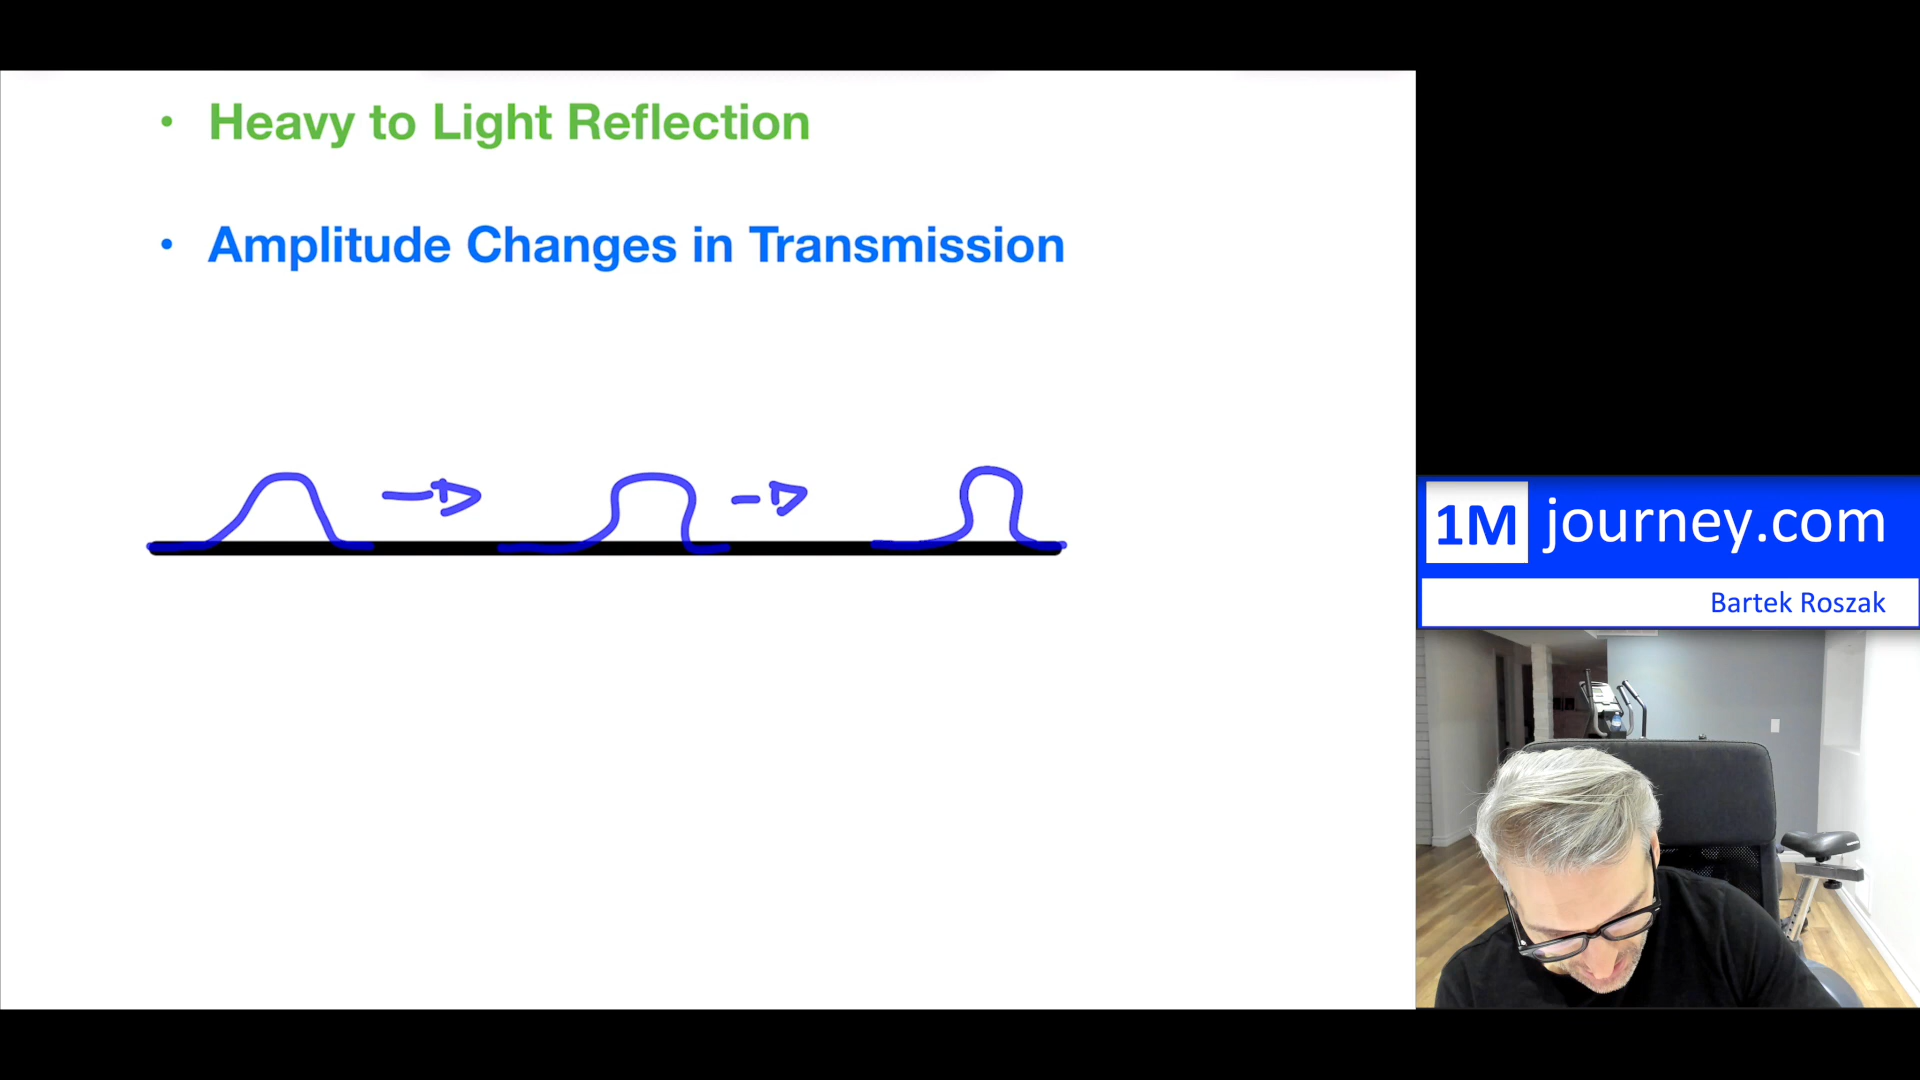 • Heavy to Light Reflection
• Amplitude Changes in Transmission
1M journey.com
Bartek Roszak